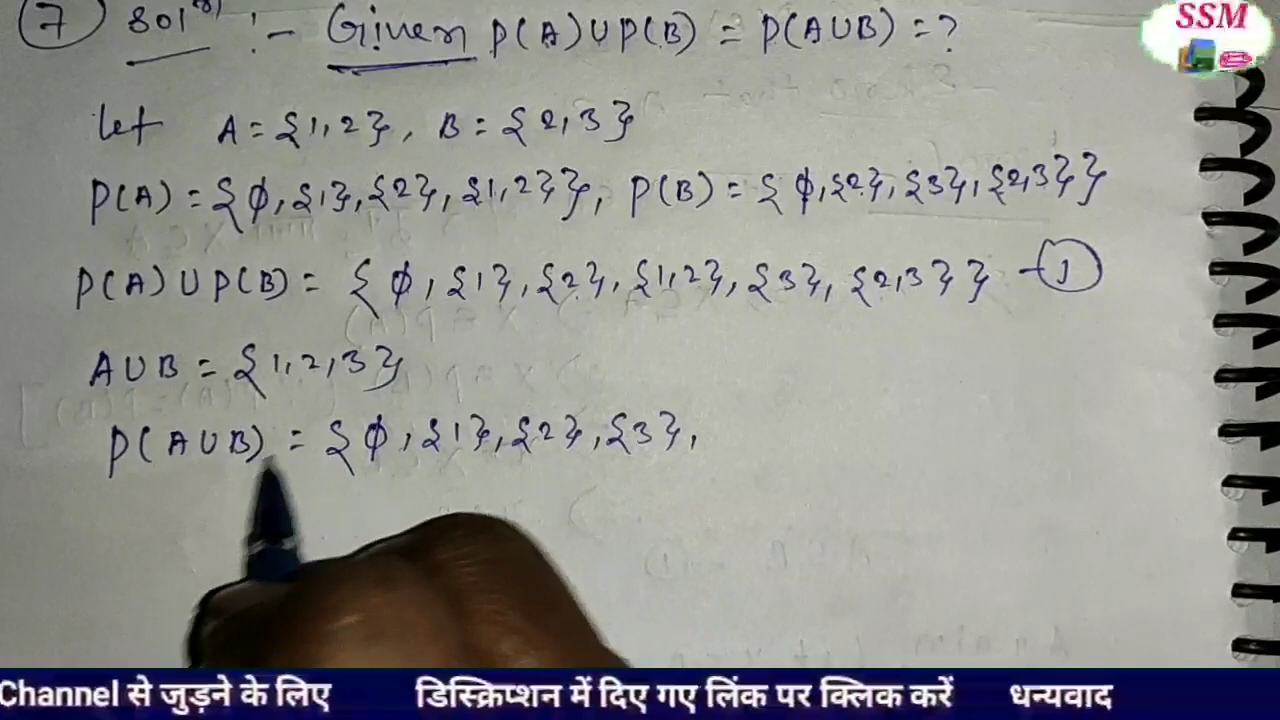 7 Solⁿ⁾ :- Given P(A)∪P(B) = P(A∪B) = ?
SSM
Let A = {1,2}, B = {2,3}
P(A) = {ϕ, {1}, {2}, {1,2}}, P(B) = {ϕ, {2}, {3}, {2,3}}
P(A)∪P(B) = {ϕ, {1}, {2}, {1,2}, {3}, {2,3}} —①
A∪B = {1,2,3}
P(A∪B) = {ϕ, {1}, {2}, {3},
Channel से जुड़ने के लिए डिस्क्रिप्शन में दिए गए लिंक पर क्लिक करें धन्यवाद